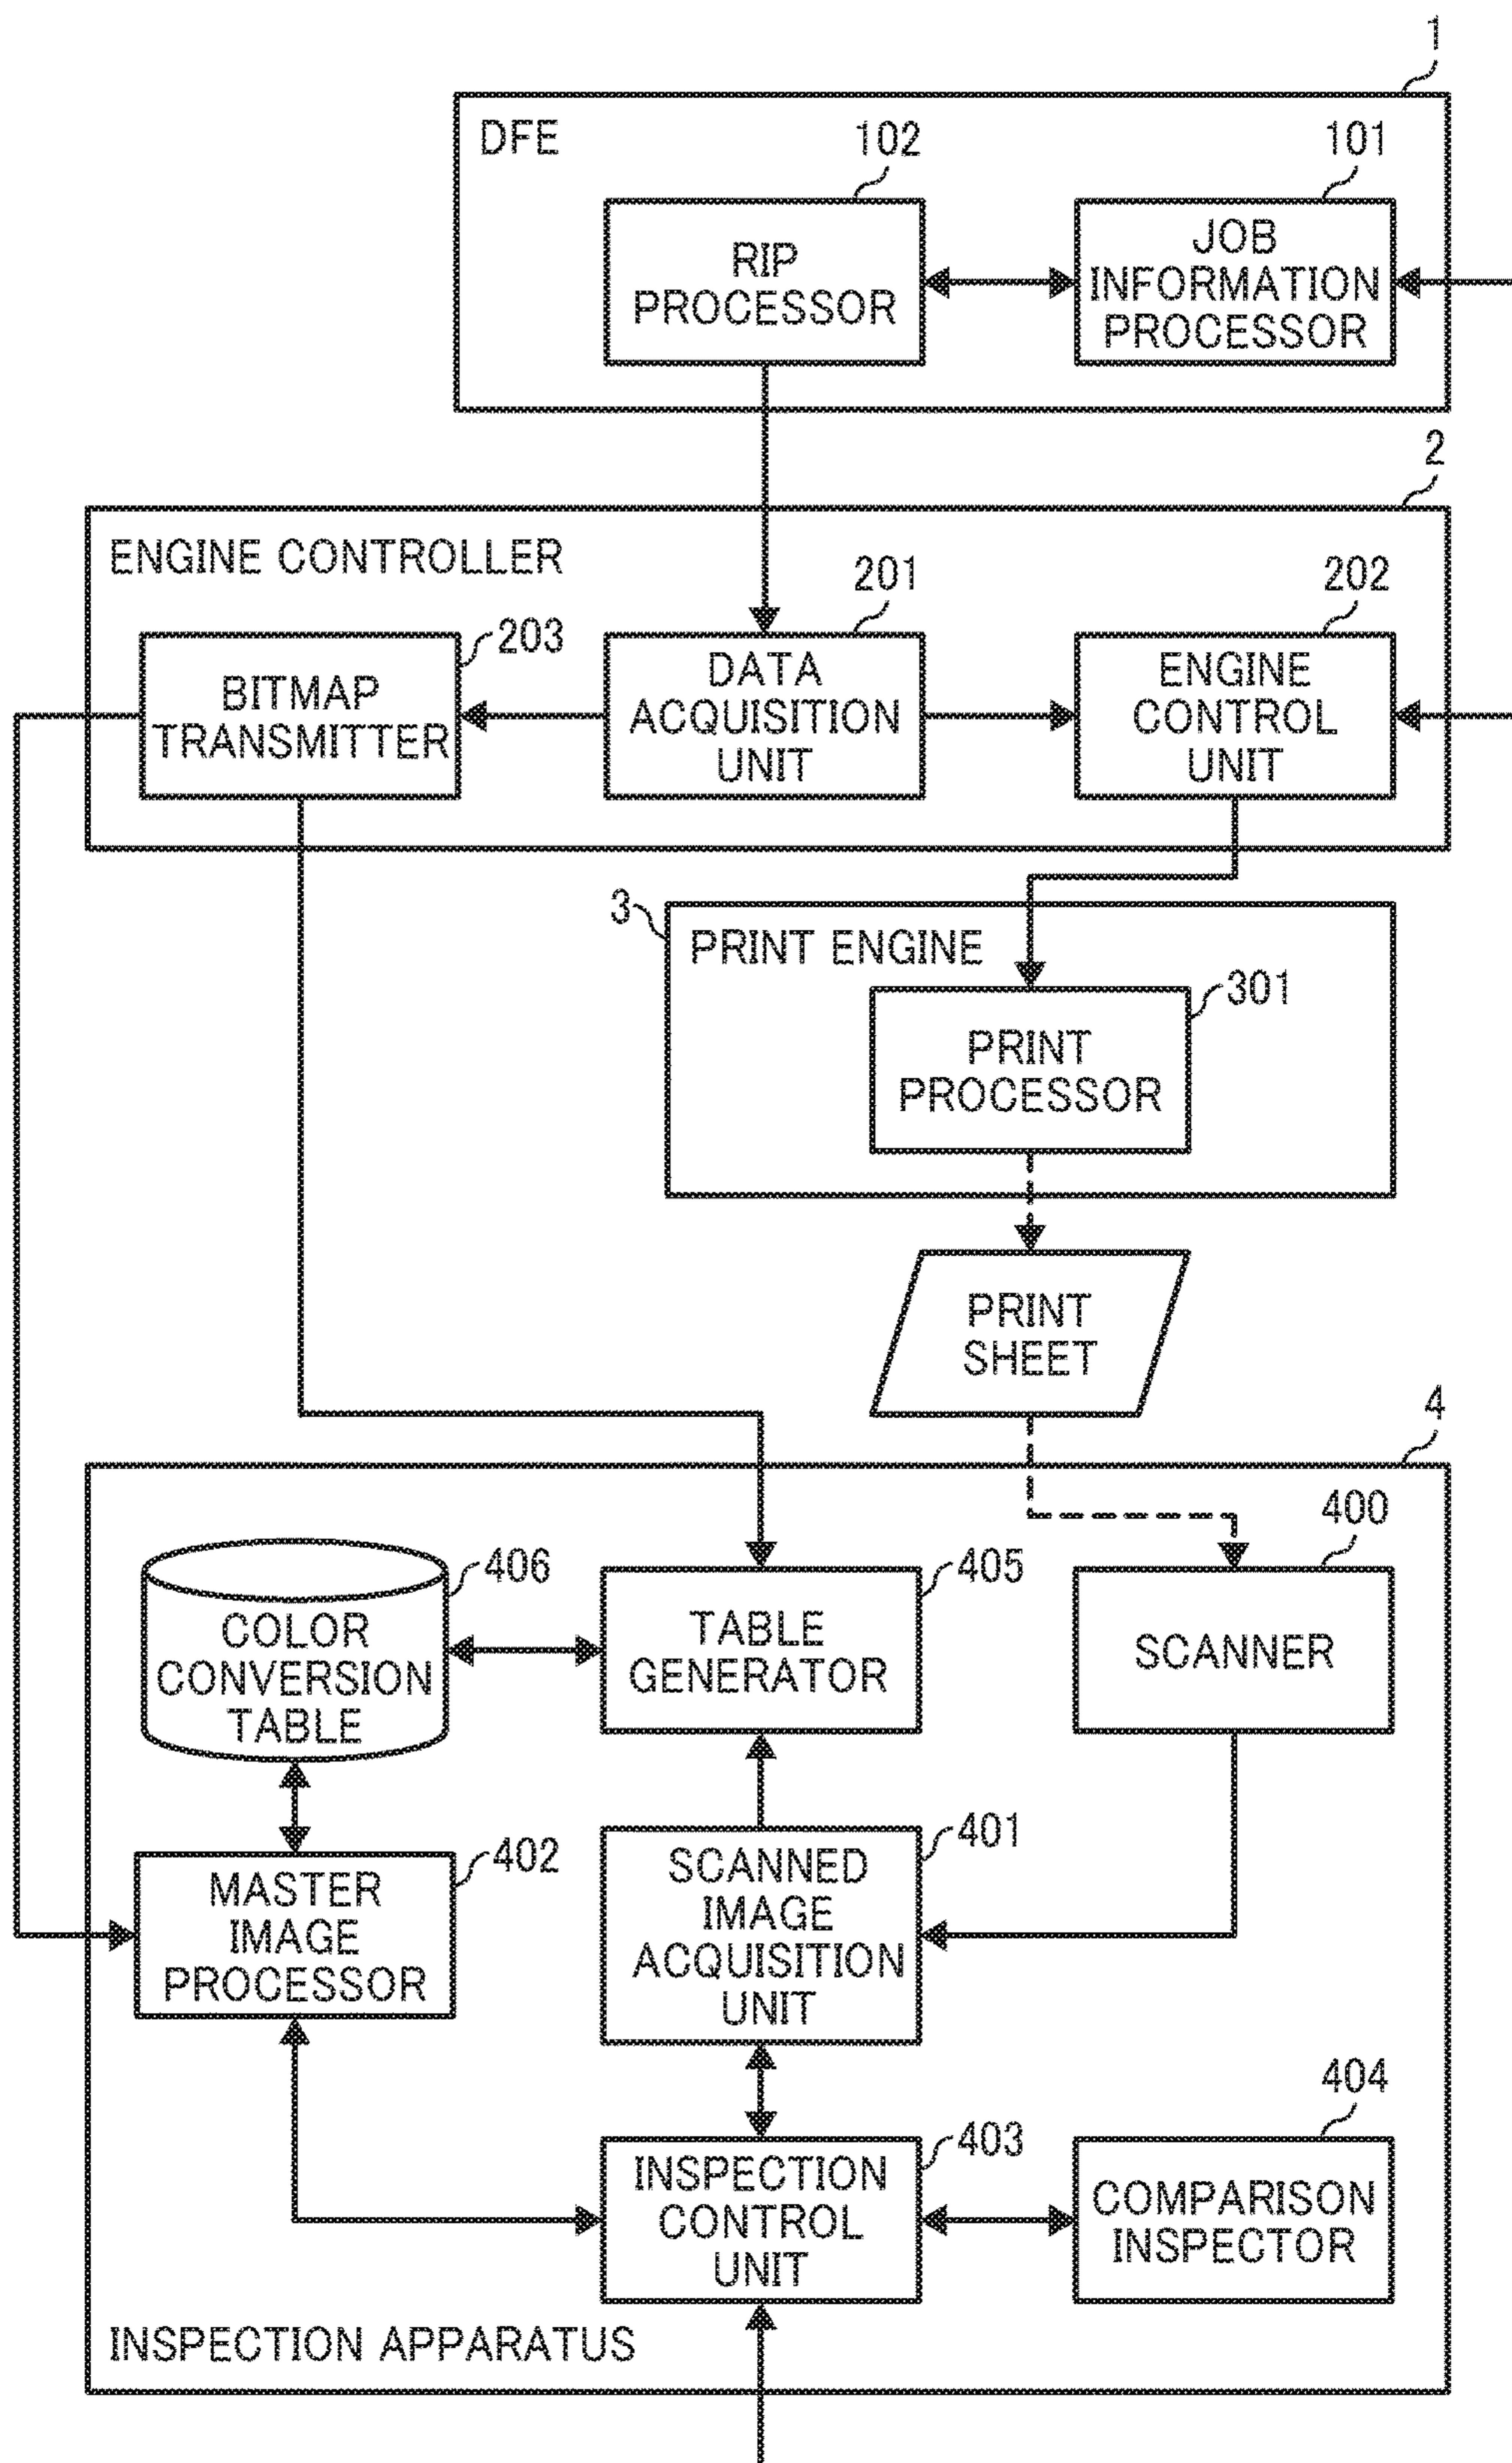 1
DFE
102
101
RIP
PROCESSOR
JOB
INFORMATION
PROCESSOR
2
ENGINE CONTROLLER
203
201
202
BITMAP
TRANSMITTER
DATA
ACQUISITION
UNIT
ENGINE
CONTROL
UNIT
3
PRINT ENGINE
301
PRINT
PROCESSOR
PRINT
SHEET
4
406
405
400
COLOR
CONVERSION
TABLE
TABLE
GENERATOR
SCANNER
402
401
MASTER
IMAGE
PROCESSOR
SCANNED
IMAGE
ACQUISITION
UNIT
403
404
INSPECTION
CONTROL
UNIT
COMPARISON
INSPECTOR
INSPECTION APPARATUS